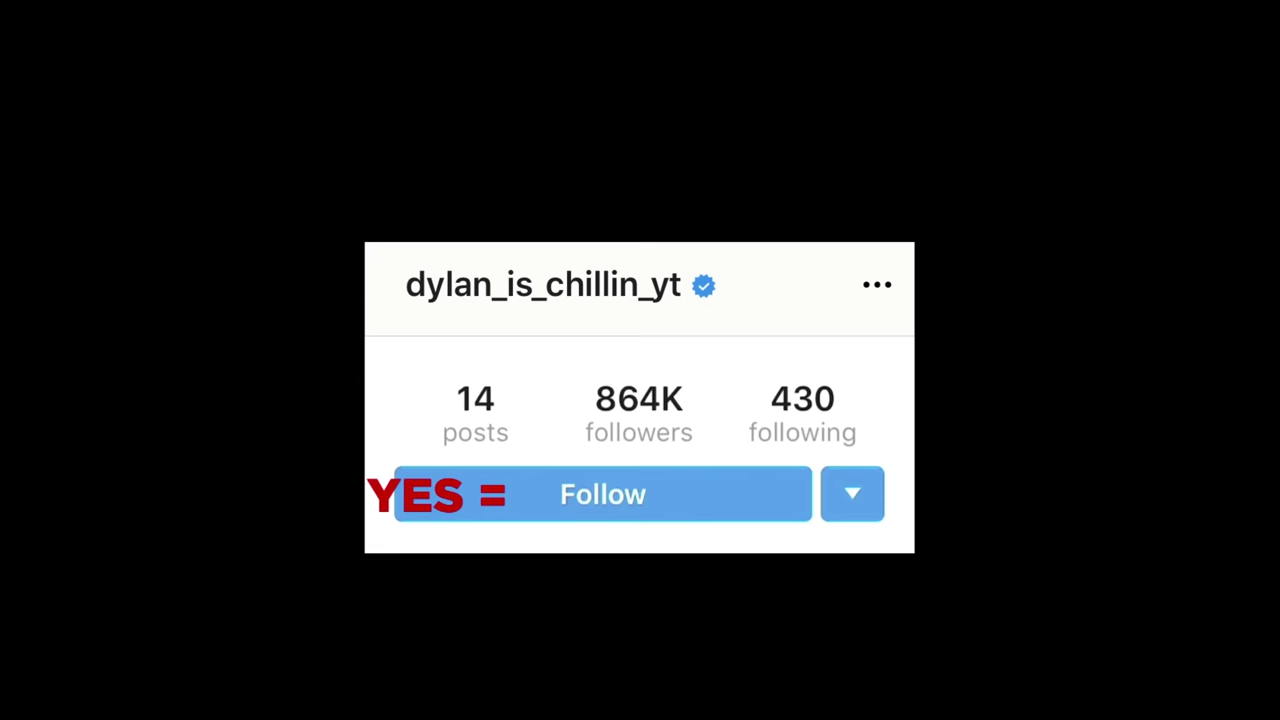 dylan_is_chillin_yt
14 864K 430
posts followers following
YES = Follow